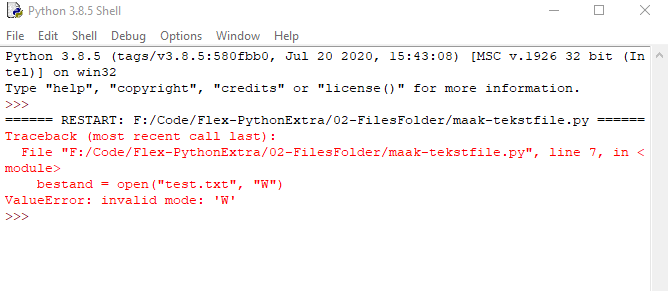 Python 3.8.5 Shell
File Edit Shell Debug Options Window Help
Python 3.8.5 (tags/v3.8.5:580fbb0, Jul 20 2020, 15:43:08) [MSC v.1926 32 bit (In
tel)] on win32
Type "help", "copyright", "credits" or "license()" for more information.
>>>
====== RESTART: F:/Code/Flex-PythonExtra/02-FilesFolder/maak-tekstfile.py ======
Traceback (most recent call last):
  File "F:/Code/Flex-PythonExtra/02-FilesFolder/maak-tekstfile.py", line 7, in <
module>
    bestand = open("test.txt", "W")
ValueError: invalid mode: 'W'
>>>